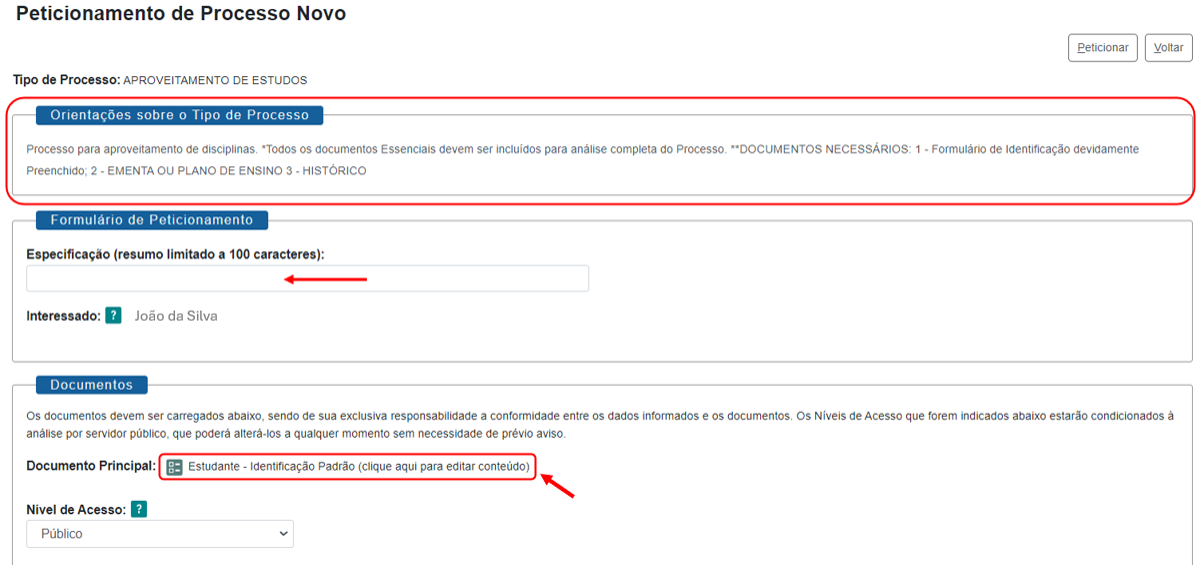 Peticionamento de Processo Novo
Peticionar Voltar
Tipo de Processo: APROVEITAMENTO DE ESTUDOS
Orientações sobre o Tipo de Processo
Processo para aproveitamento de disciplinas. *Todos os documentos Essenciais devem ser incluídos para análise completa do Processo. **DOCUMENTOS NECESSÁRIOS: 1 - Formulário de Identificação devidamente
Preenchido; 2 - EMENTA OU PLANO DE ENSINO 3 - HISTÓRICO
Formulário de Peticionamento
Especificação (resumo limitado a 100 caracteres):
Interessado: ? João da Silva
Documentos
Os documentos devem ser carregados abaixo, sendo de sua exclusiva responsabilidade a conformidade entre os dados informados e os documentos. Os Níveis de Acesso que forem indicados abaixo estarão condicionados à
análise por servidor público, que poderá alterá-los a qualquer momento sem necessidade de prévio aviso.
Documento Principal: Estudante - Identificação Padrão (clique aqui para editar conteúdo)
Nível de Acesso: ?
Público